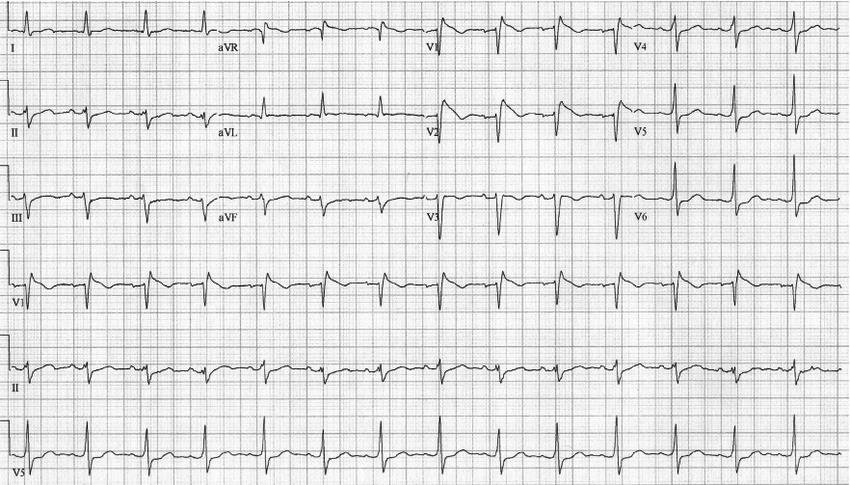 I aVR V1 V4
II aVL V2 V5
III aVF V3 V6
V1
II
V5